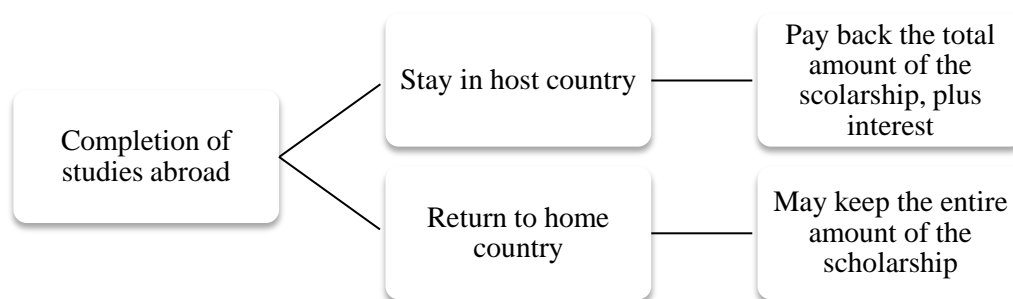 Completion of
studies abroad
Stay in host country
Pay back the total
amount of the
scolarship, plus
interest
Return to home
country
May keep the entire
amount of the
scholarship